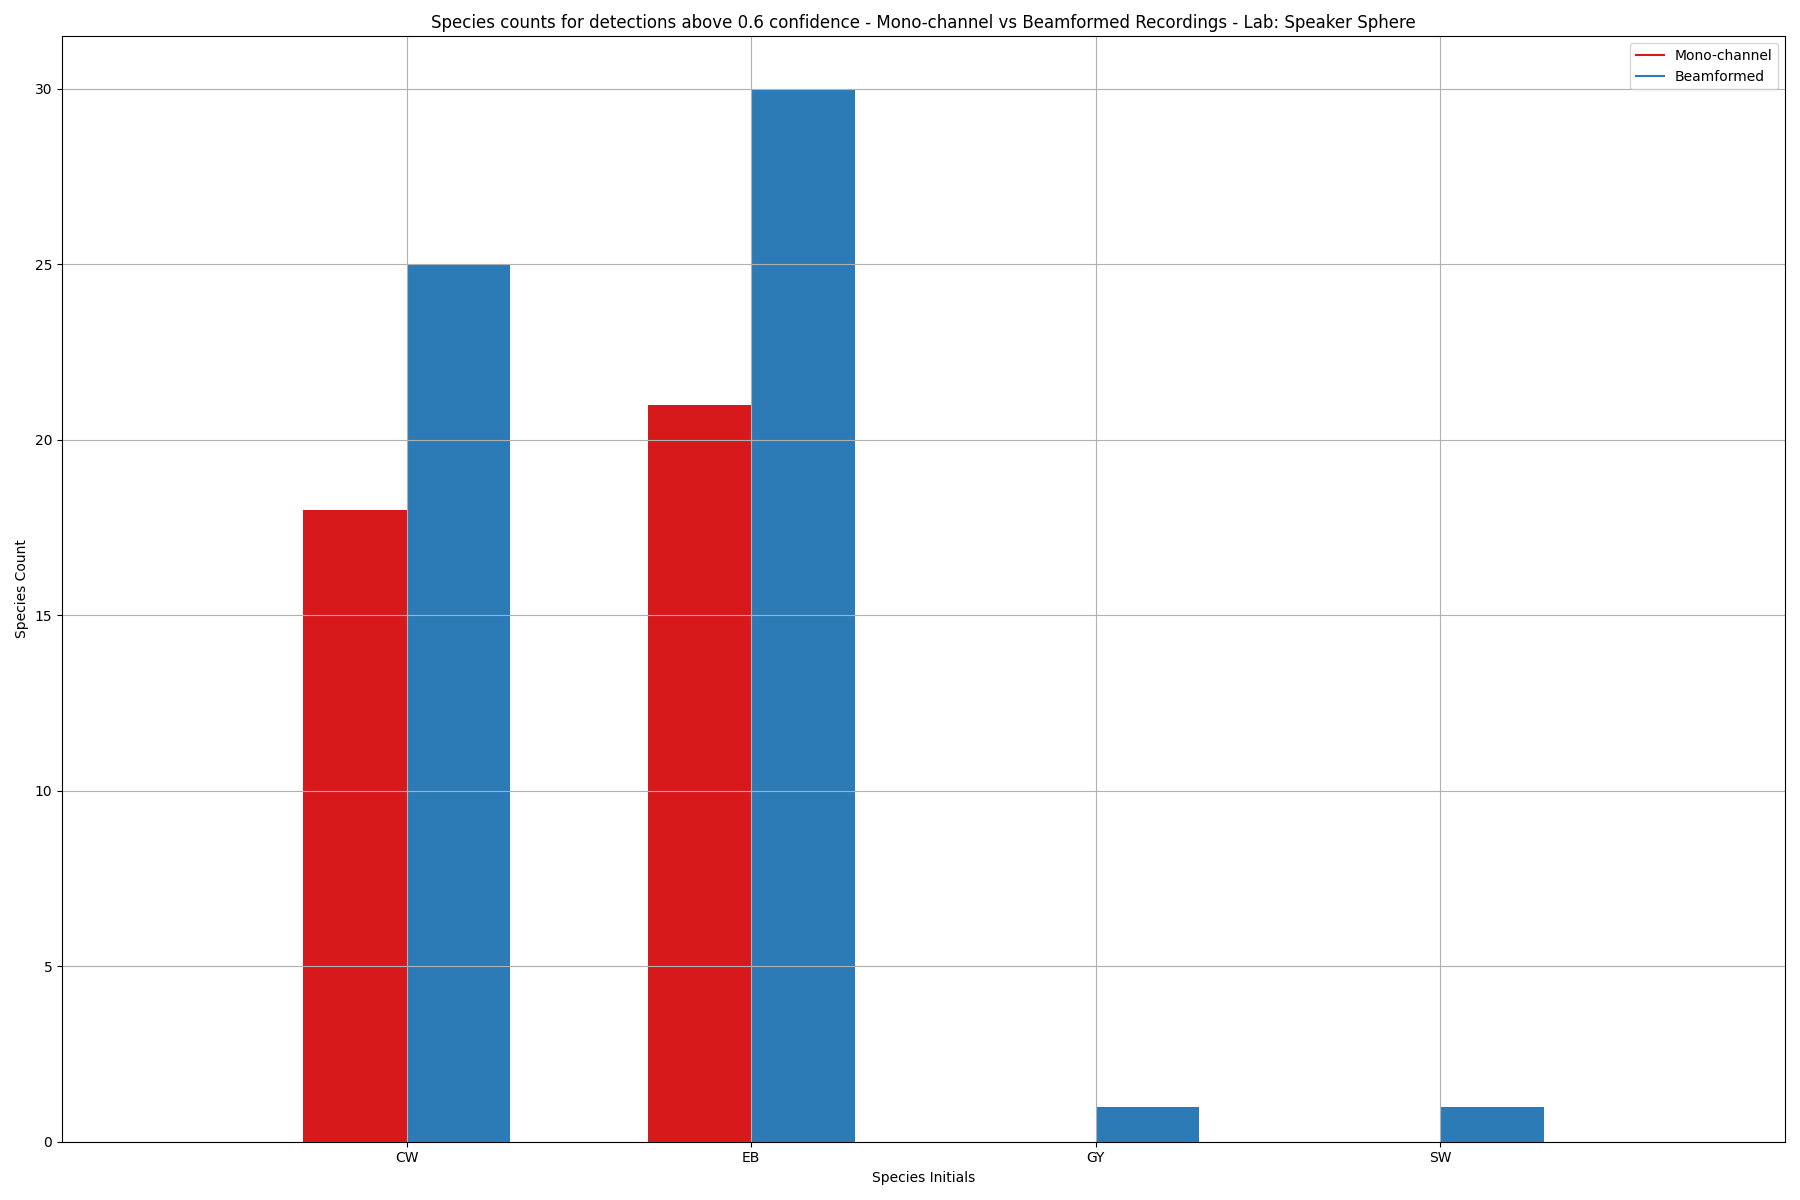 Species counts for detections above 0.6 confidence - Mono-channel vs Beamformed Recordings - Lab: Speaker Sphere
Mono-channel
Beamformed
30
25
20
15
10
5
0
Species Count
CW
EB
GY
SW
Species Initials